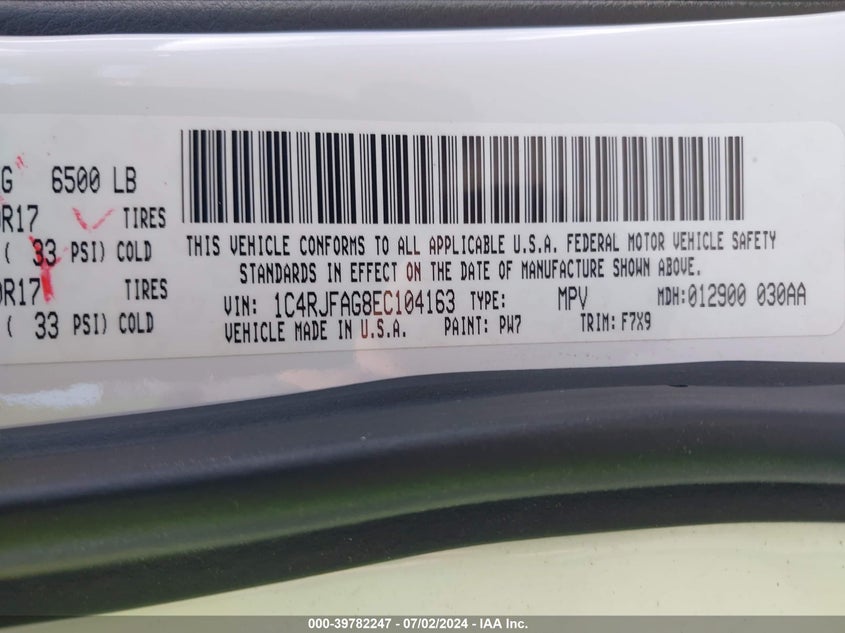 G 6500 LB
0R17 TIRES
( 33 PSI) COLD
0R17 TIRES
( 33 PSI) COLD
THIS VEHICLE CONFORMS TO ALL APPLICABLE U.S.A. FEDERAL MOTOR VEHICLE SAFETY
STANDARDS IN EFFECT ON THE DATE OF MANUFACTURE SHOWN ABOVE.
VIN: 1C4RJFAG8EC104163 TYPE: MPV MDH:012900 030AA
VEHICLE MADE IN U.S.A. PAINT: PW7 TRIM: F7X9
000-39782247 - 07/02/2024 - IAA Inc.